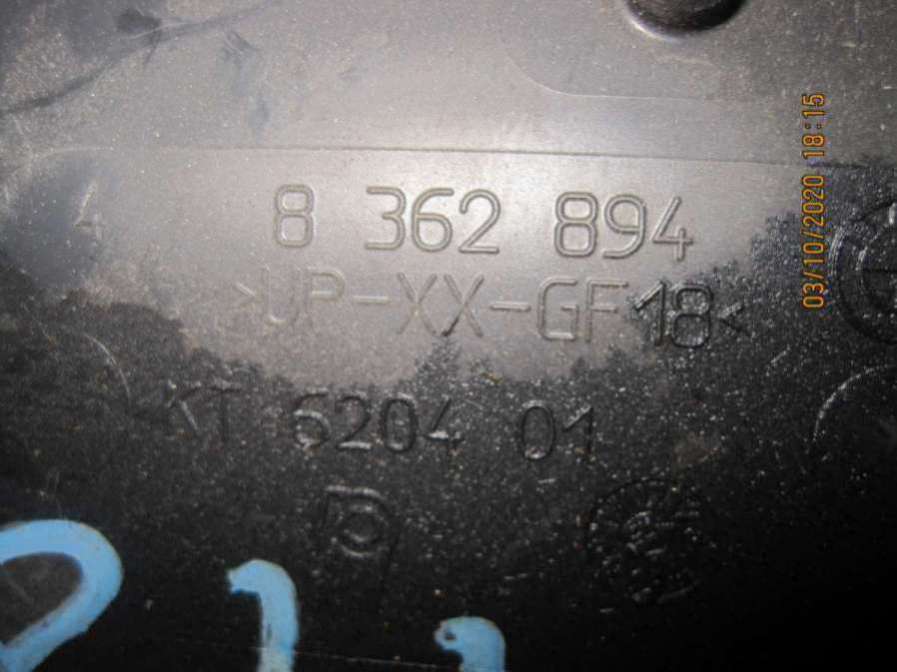 8 362 894
>UP-XX-GF18<
KT 6204 01
03/10/2020 18:15